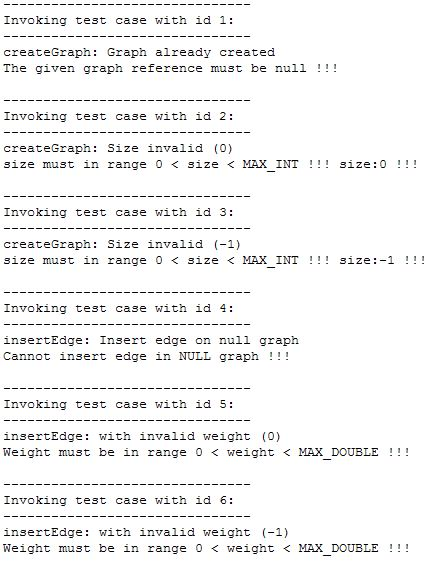 -------------------------------
Invoking test case with id 1:
-------------------------------
createGraph: Graph already created
The given graph reference must be null !!!
-------------------------------
Invoking test case with id 2:
-------------------------------
createGraph: Size invalid (0)
size must in range 0 < size < MAX_INT !!! size:0 !!!
-------------------------------
Invoking test case with id 3:
-------------------------------
createGraph: Size invalid (-1)
size must in range 0 < size < MAX_INT !!! size:-1 !!!
-------------------------------
Invoking test case with id 4:
-------------------------------
insertEdge: Insert edge on null graph
Cannot insert edge in NULL graph !!!
-------------------------------
Invoking test case with id 5:
-------------------------------
insertEdge: with invalid weight (0)
Weight must be in range 0 < weight < MAX_DOUBLE !!!
-------------------------------
Invoking test case with id 6:
-------------------------------
insertEdge: with invalid weight (-1)
Weight must be in range 0 < weight < MAX_DOUBLE !!!